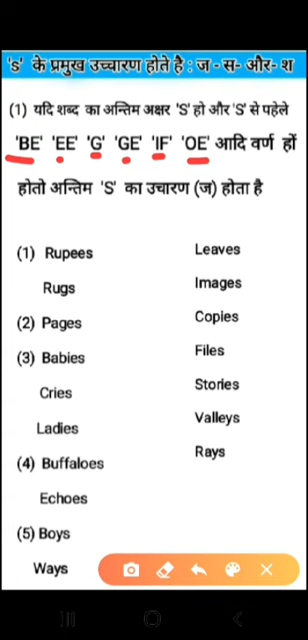 'S' के प्रमुख उच्चारण होते है : ज - स- और- श
(1) यदि शब्द का अन्तिम अक्षर 'S' हो और 'S' से पहले
'BE' 'EE' 'G' 'GE' 'IF' 'OE' आदि वर्ण हों
होतो अन्तिम 'S' का उचारण (ज) होता है
(1) Rupees
Rugs
(2) Pages
(3) Babies
Cries
Ladies
(4) Buffaloes
Echoes
(5) Boys
Ways
Leaves
Images
Copies
Files
Stories
Valleys
Rays